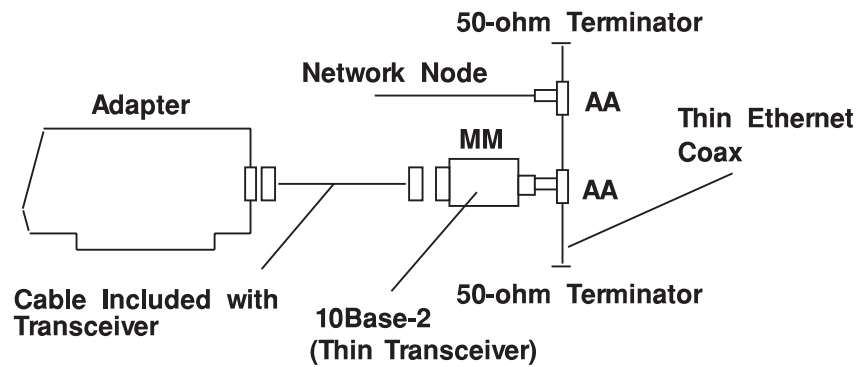 50-ohm Terminator
Network Node
Adapter
AA
Thin Ethernet
Coax
MM
AA
Cable Included with
Transceiver
50-ohm Terminator
10Base-2
(Thin Transceiver)